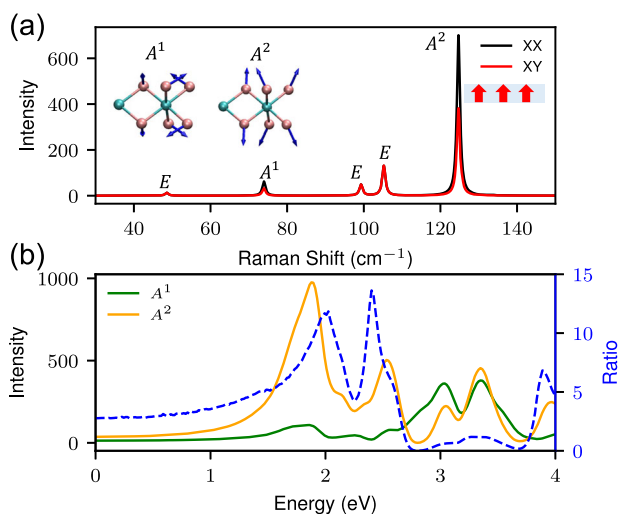 (a)
A¹ A² A² XX
XY
600
400
200
0
Intensity
E A¹ E E
40 60 80 100 120 140
Raman Shift (cm⁻¹)
(b)
A¹
A²
1000
500
0
Intensity
15
10
5
0
Ratio
0 1 2 3 4
Energy (eV)